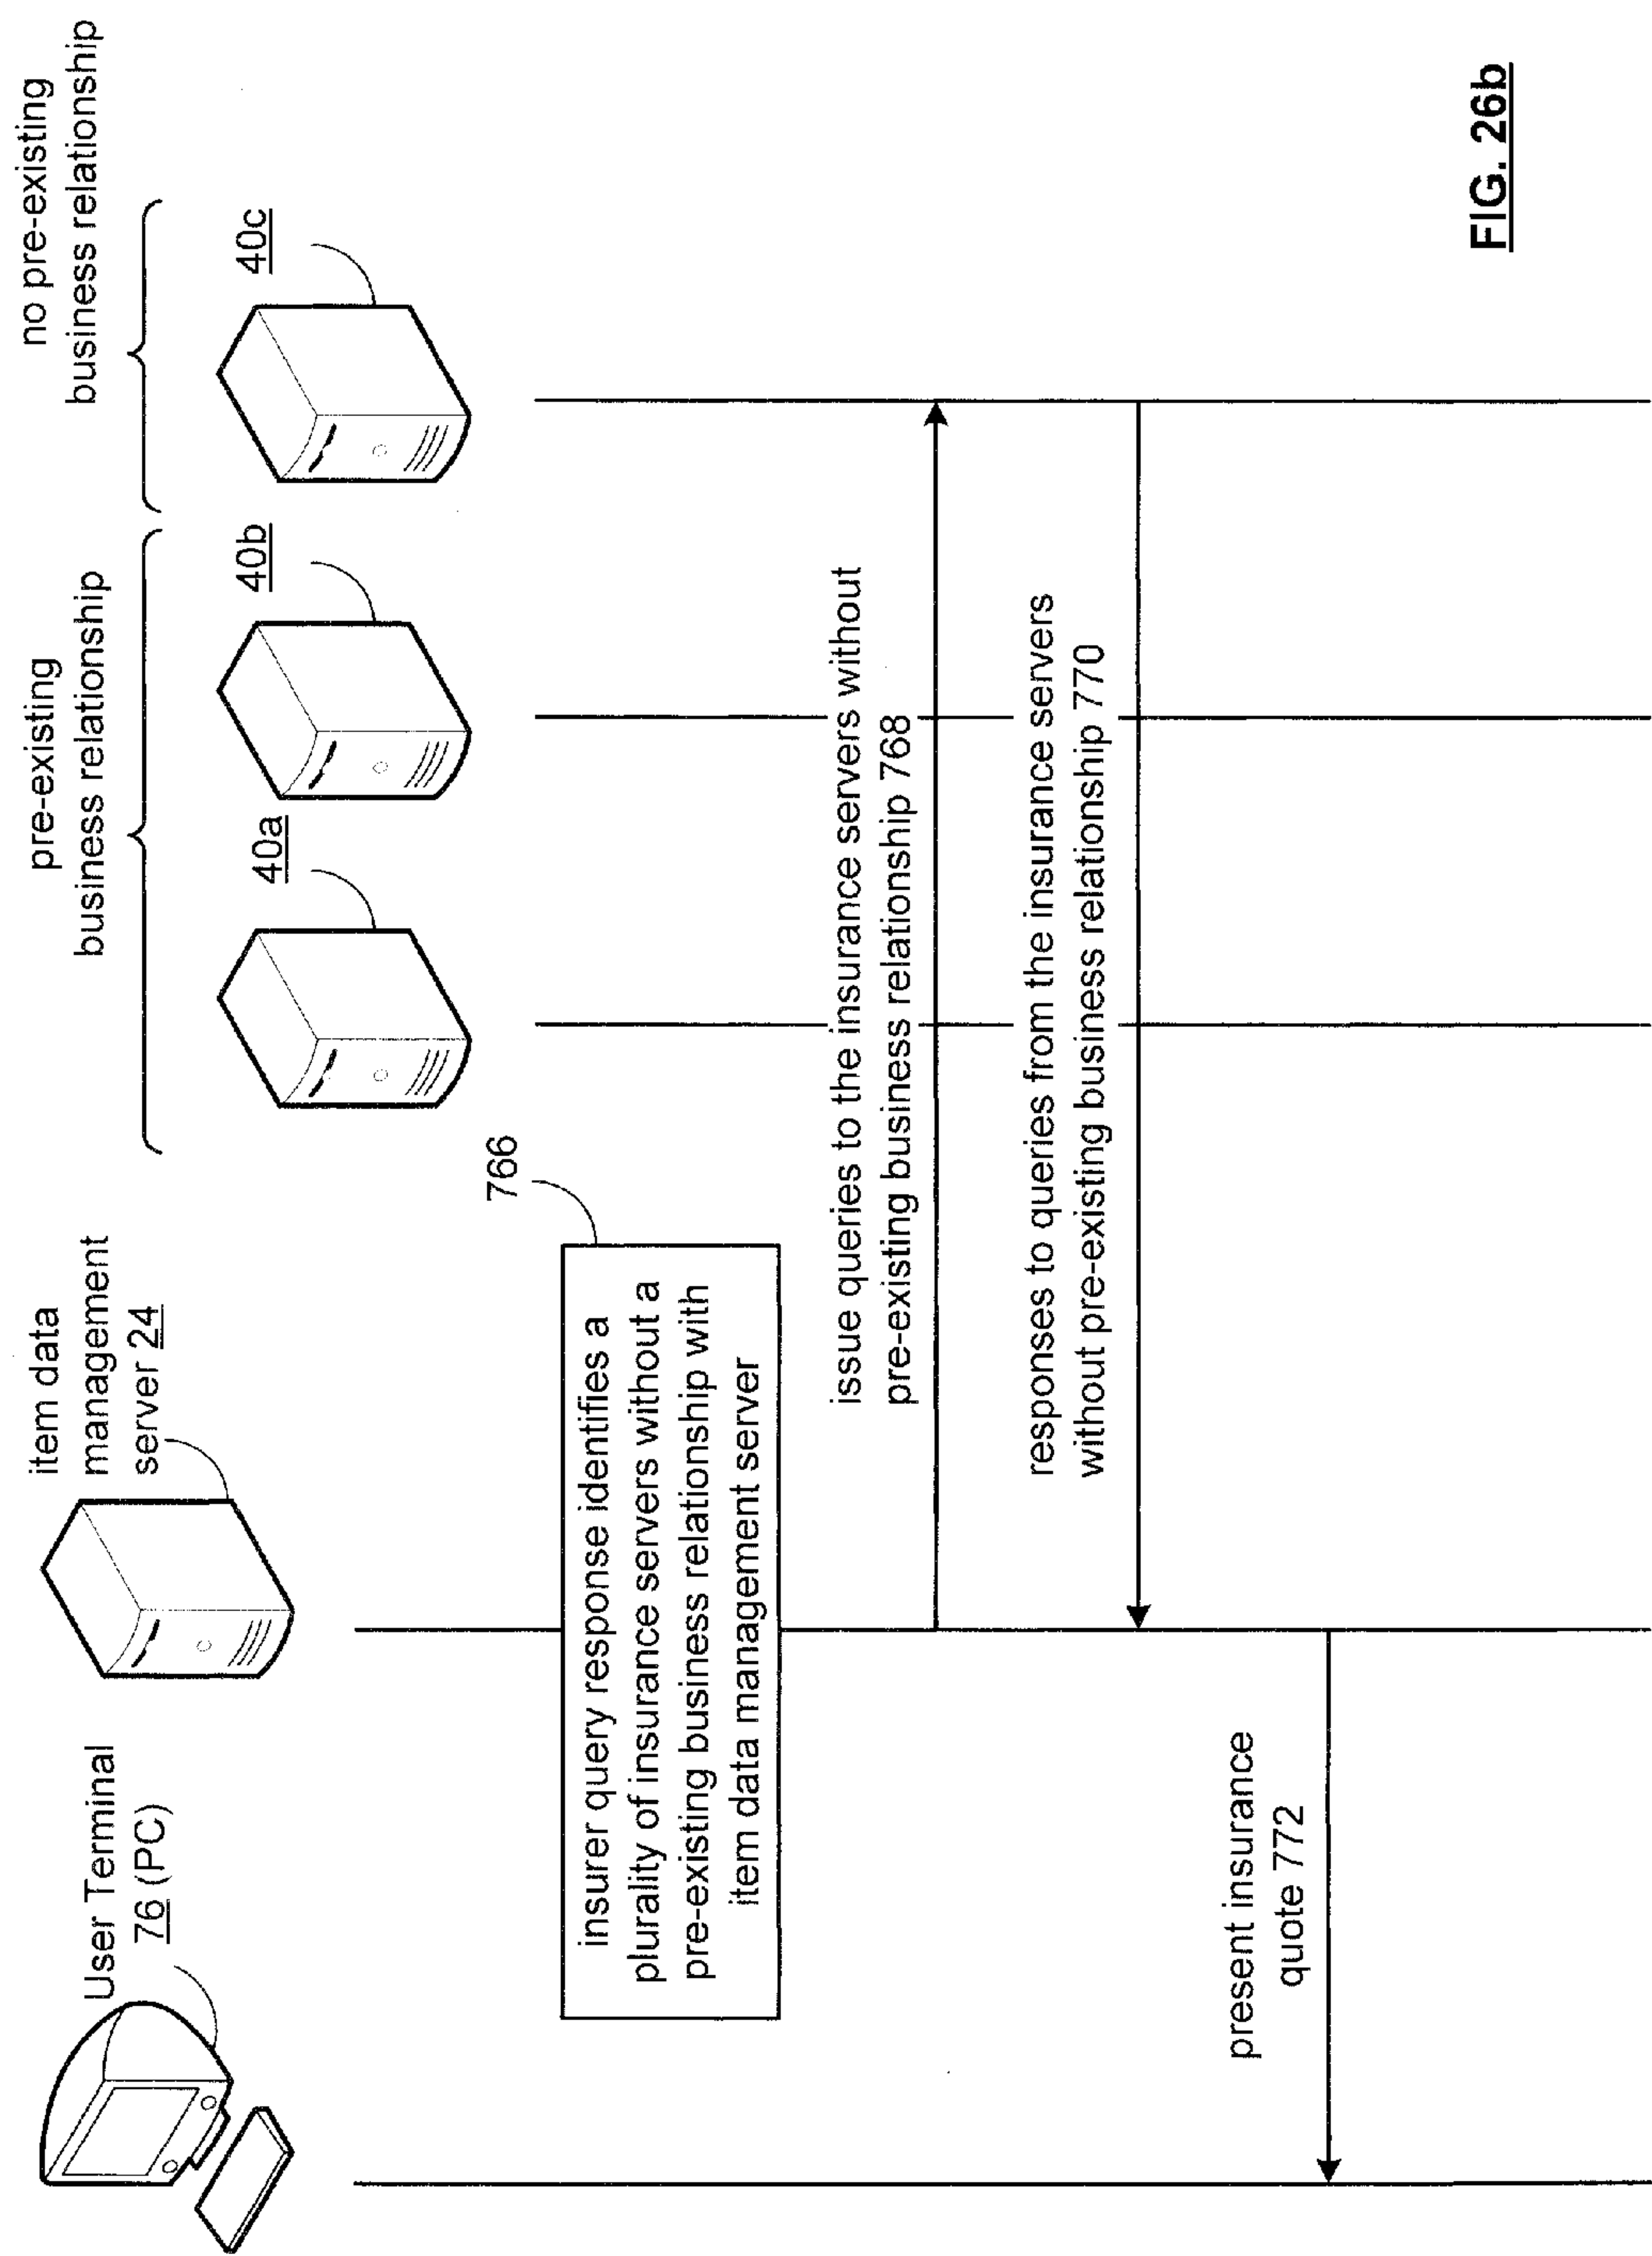 User Terminal
76 (PC)
item data
management
server 24
pre-existing
business relationship
no pre-existing
business relationship
40a
40b
40c
766
insurer query response identifies a
plurality of insurance servers without a
pre-existing business relationship with
item data management server
issue queries to the insurance servers without
pre-existing business relationship 768
responses to queries from the insurance servers
without pre-existing business relationship 770
present insurance
quote 772
FIG. 26b